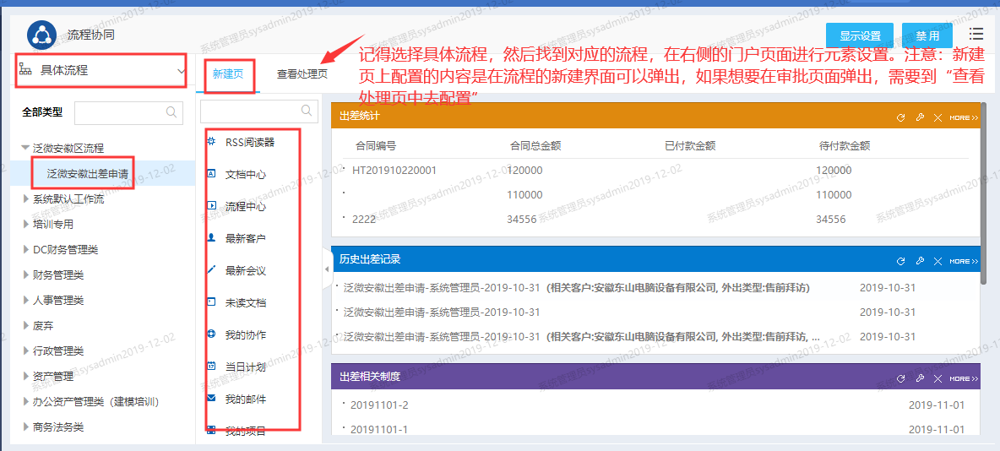 流程协同
显示设置
禁 用
具体流程
新建页
查看处理页
记得选择具体流程，然后找到对应的流程，在右侧的门户页面进行元素设置。注意：新建
页上配置的内容是在流程的新建界面可以弹出，如果想要在审批页面弹出，需要到“查看
处理页中去配置”
全部类型
泛微安徽区流程
泛微安徽出差申请
系统默认工作流
培训专用
DC财务管理类
财务管理类
人事管理类
废弃
行政管理类
资产管理
办公资产管理类（建模培训）
商务法务类
RSS阅读器
文档中心
流程中心
最新客户
最新会议
未读文档
我的协作
当日计划
我的邮件
我的项目
出差统计 MORE
合同编号 合同总金额 已付款金额 待付款金额
HT201910220001 120000 120000
110000 110000
2222 34556 34556
历史出差记录 MORE
泛微安徽出差申请-系统管理员-2019-10-31 (相关客户:安徽东山电脑设备有限公司, 外出类型:售前拜访) 2019-10-31
泛微安徽出差申请-系统管理员-2019-10-31 2019-10-31
泛微安徽出差申请-系统管理员-2019-10-31 (相关客户:安徽东山电脑设备有限公司, 外出类型:售前拜访, ... 2019-10-31
出差相关制度 MORE
20191101-2 2019-11-01
20191101-1 2019-11-01
系统管理员sysadmin2019-12-02